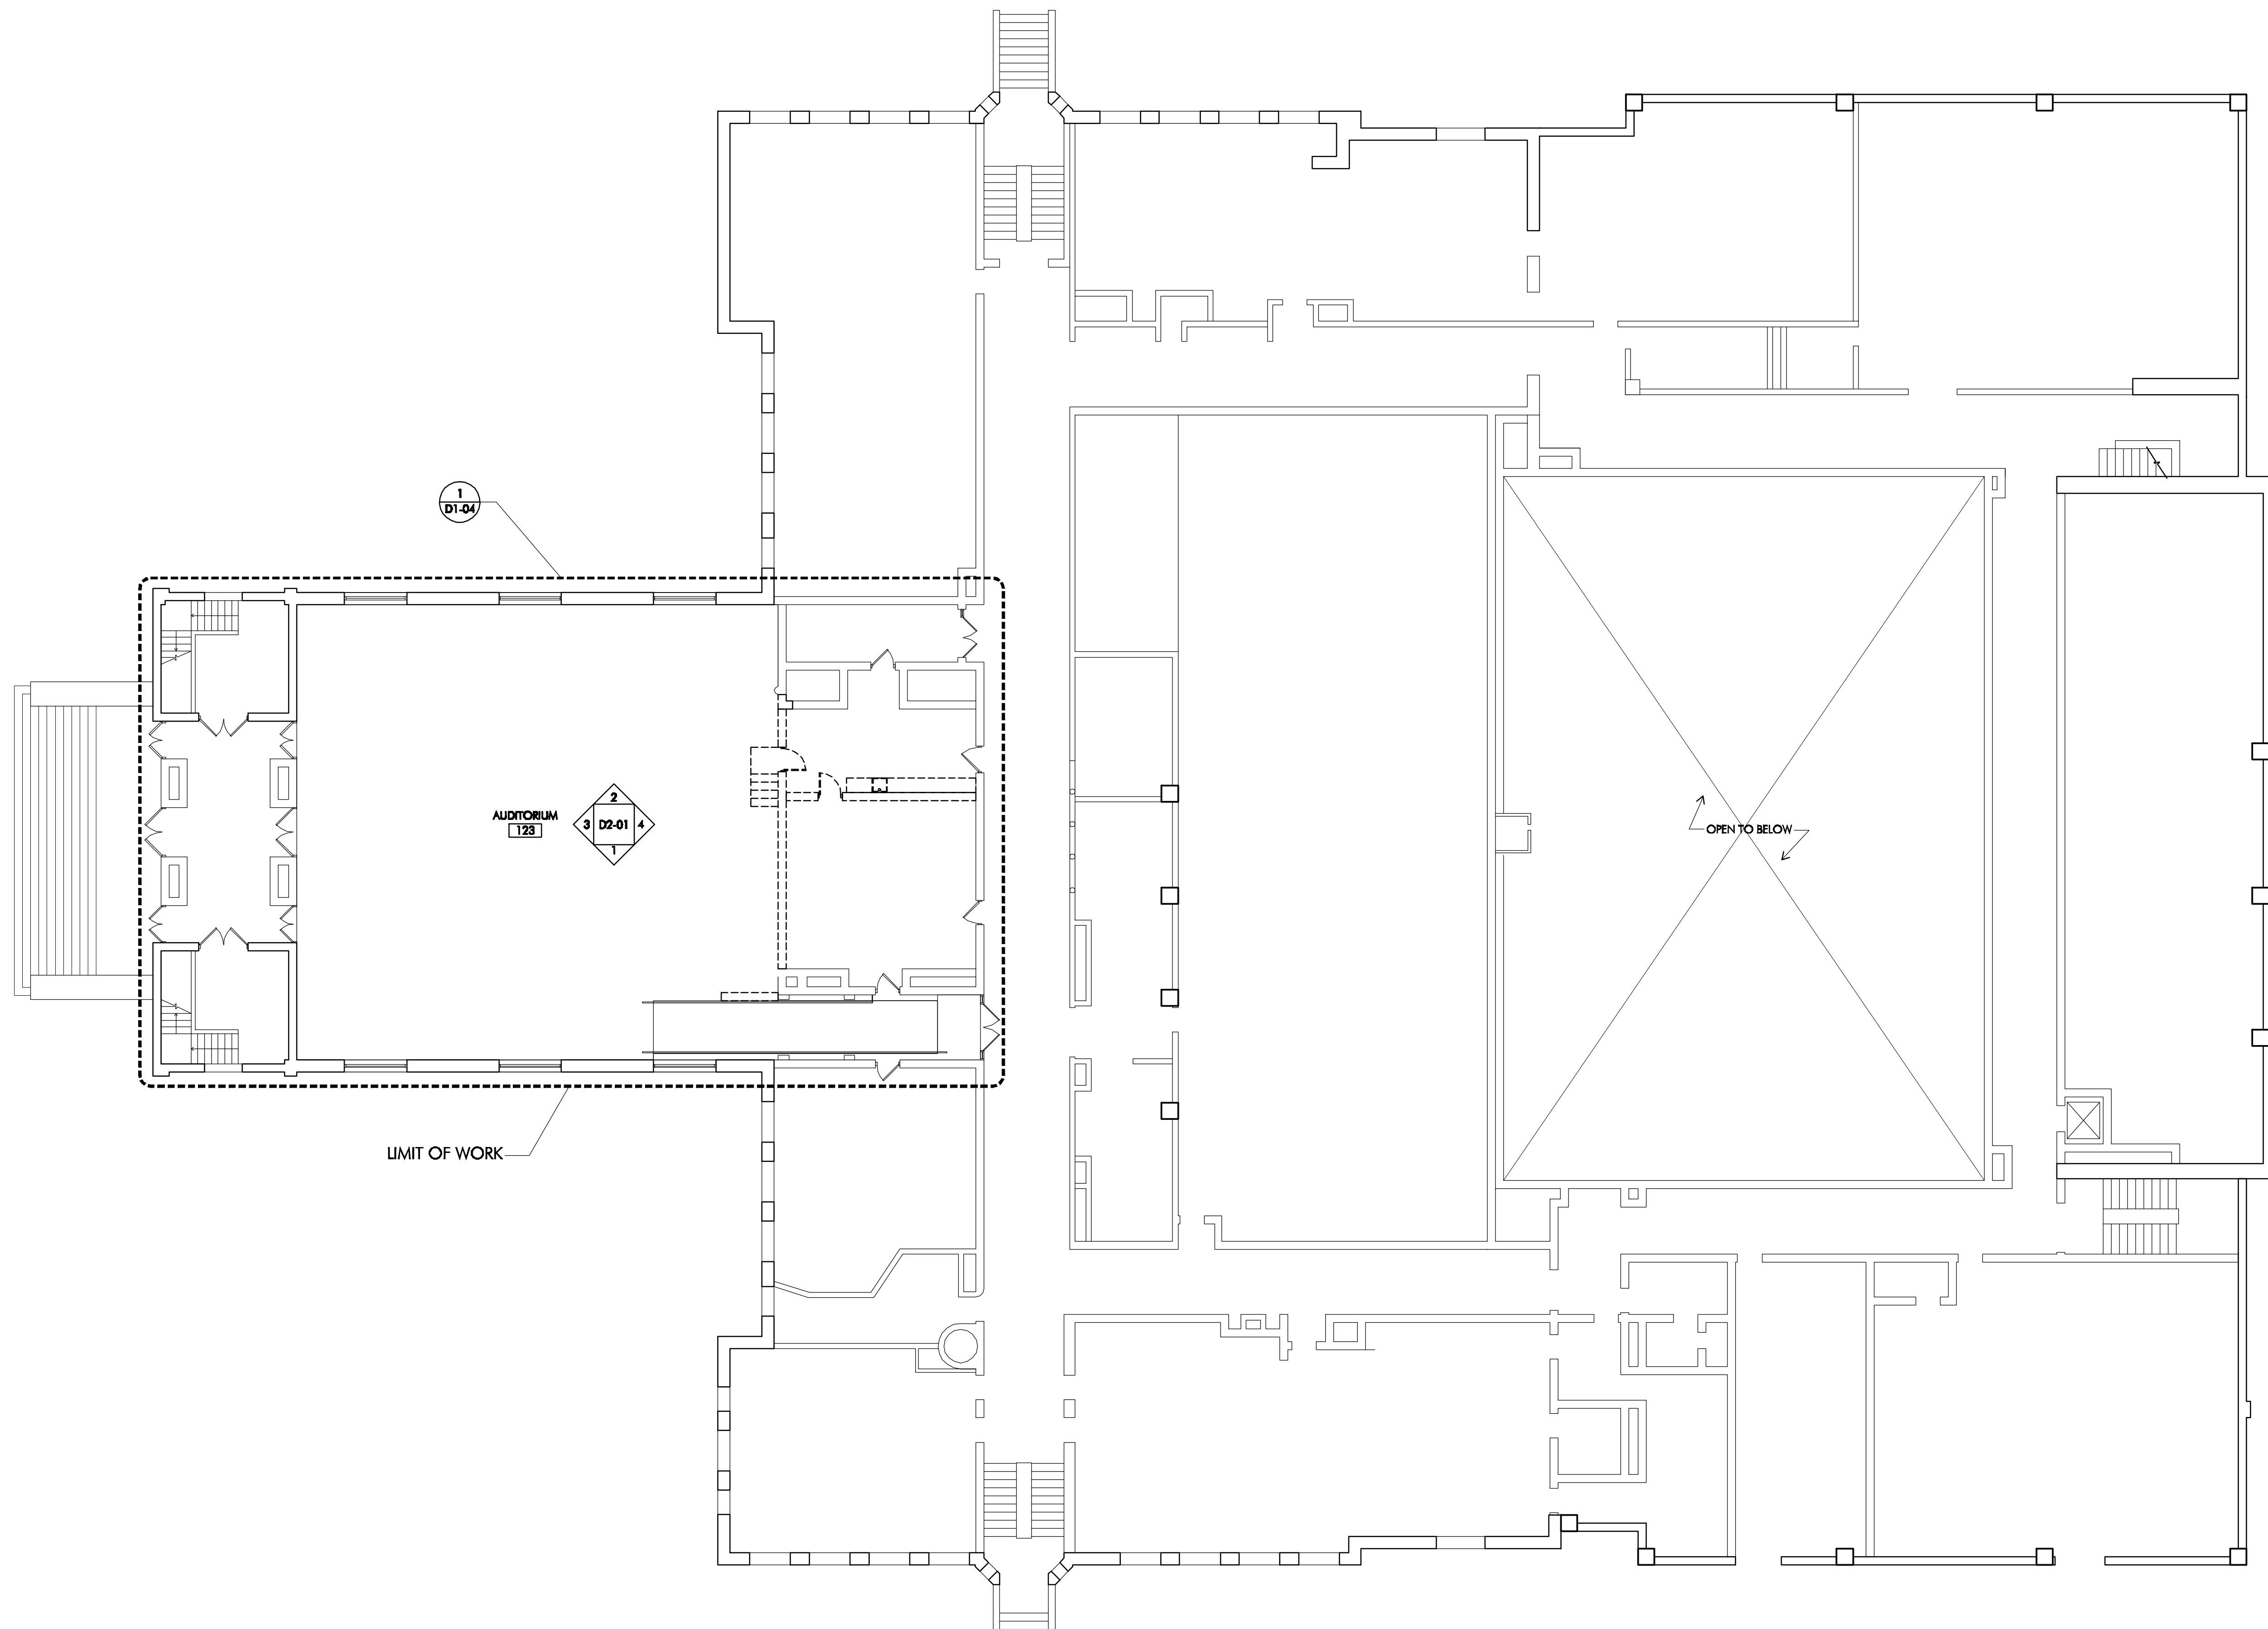 1
D1-04
AUDITORIUM
123
2
3 D2-01 4
1
OPEN TO BELOW
LIMIT OF WORK